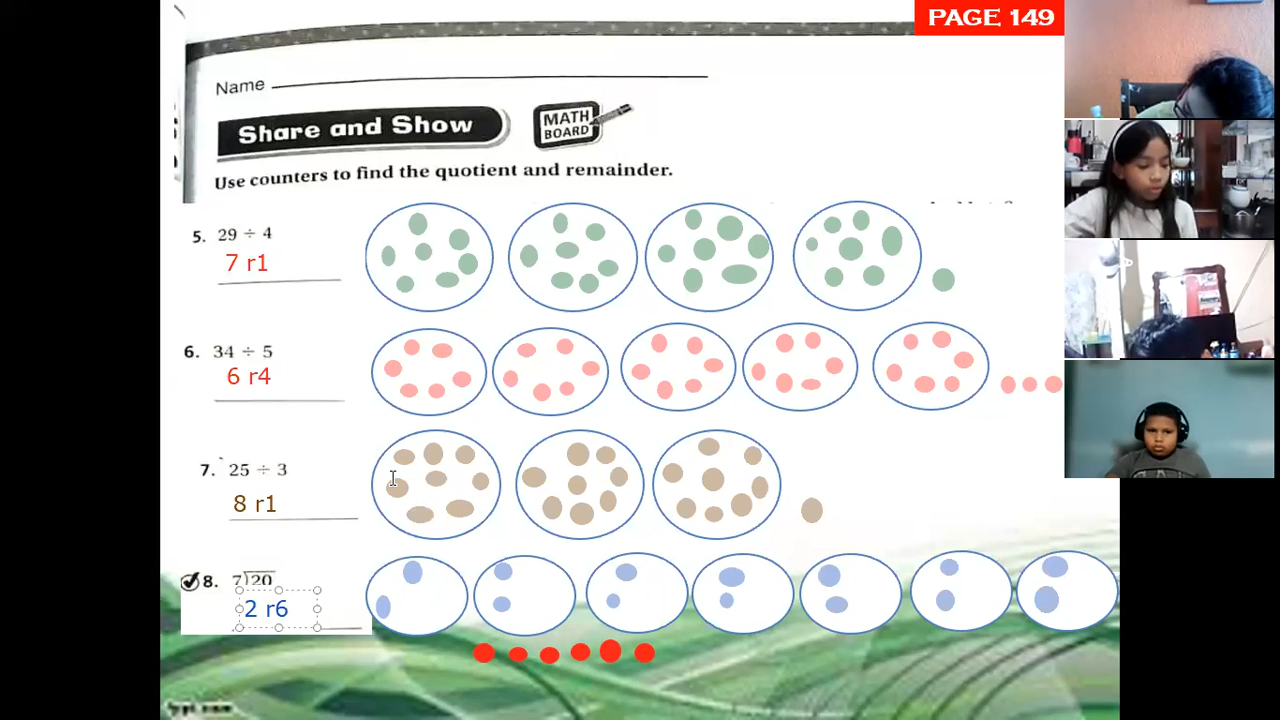 PAGE 149
Name
Share and Show
MATH
BOARD
Use counters to find the quotient and remainder.
5. 29 ÷ 4
7 r1
6. 34 ÷ 5
6 r4
7. 25 ÷ 3
8 r1
8. 7)20
2 r6